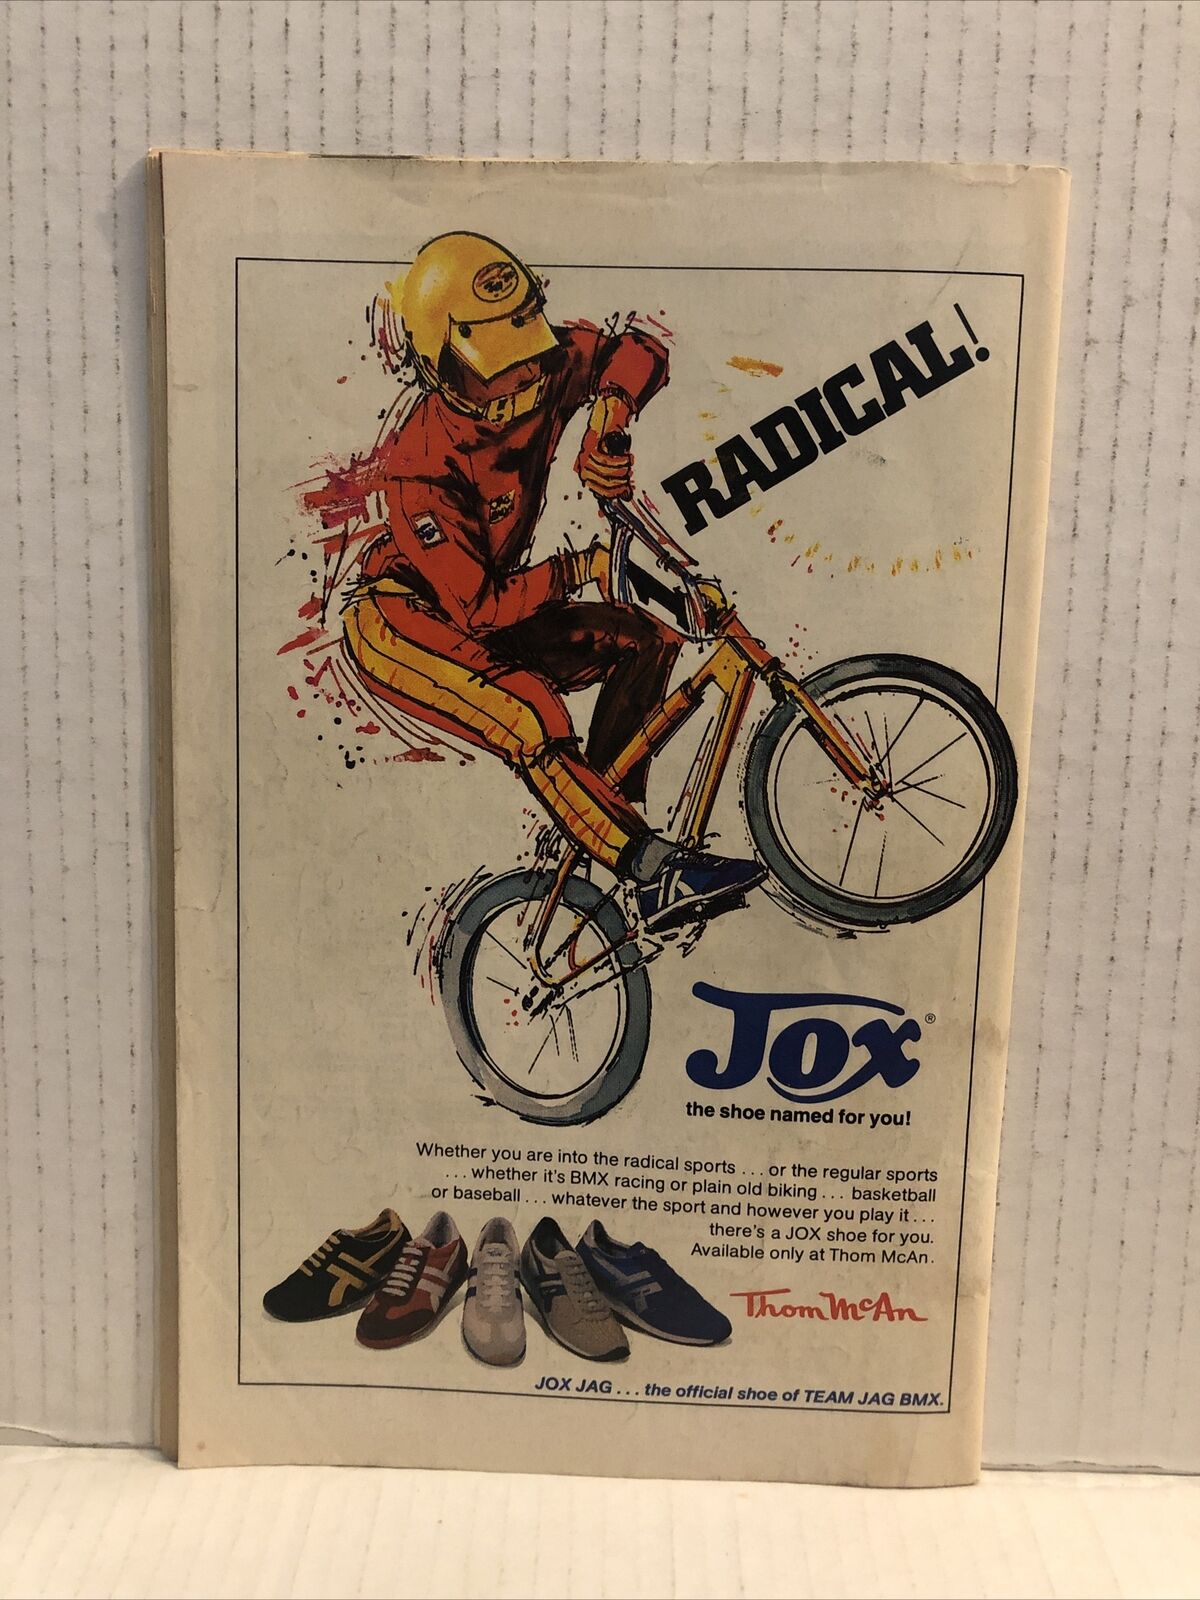 RADICAL!
1
Jox®
the shoe named for you!
Whether you are into the radical sports . . . or the regular sports
. . . whether it's BMX racing or plain old biking . . . basketball
or baseball . . . whatever the sport and however you play it . . .
there's a JOX shoe for you.
Available only at Thom McAn.
Thom McAn
JOX JAG . . . the official shoe of TEAM JAG BMX.